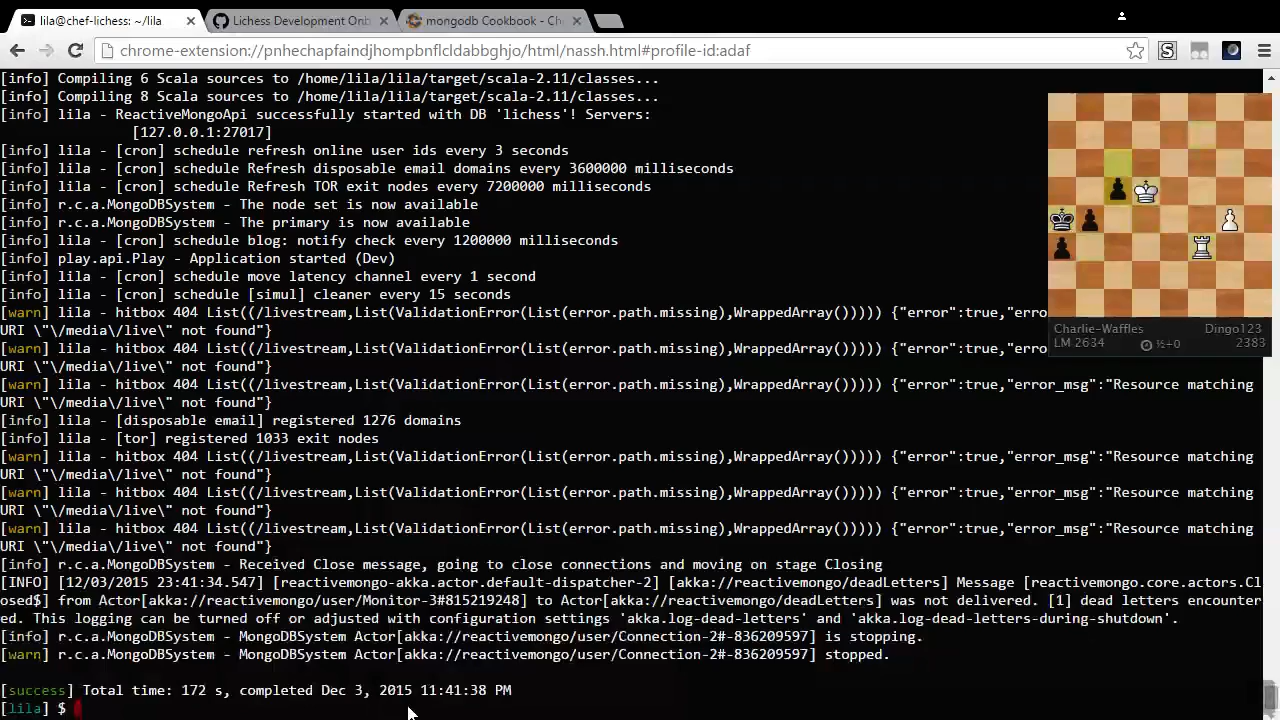 lila@chef-lichess: ~/lila
Lichess Development Onb
mongodb Cookbook - Ch
chrome-extension://pnhechapfaindjhompbnflcldabbghjo/html/nassh.html#profile-id:adaf
[info] Compiling 6 Scala sources to /home/lila/lila/target/scala-2.11/classes...
[info] Compiling 8 Scala sources to /home/lila/lila/target/scala-2.11/classes...
[info] lila - ReactiveMongoApi successfully started with DB 'lichess'! Servers:
[127.0.0.1:27017]
[info] lila - [cron] schedule refresh online user ids every 3 seconds
[info] lila - [cron] schedule Refresh disposable email domains every 3600000 milliseconds
[info] lila - [cron] schedule Refresh TOR exit nodes every 7200000 milliseconds
[info] r.c.a.MongoDBSystem - The node set is now available
[info] r.c.a.MongoDBSystem - The primary is now available
[info] lila - [cron] schedule blog: notify check every 1200000 milliseconds
[info] play.api.Play - Application started (Dev)
[info] lila - [cron] schedule move latency channel every 1 second
[info] lila - [cron] schedule [simul] cleaner every 15 seconds
[warn] lila - hitbox 404 List((/livestream,List(ValidationError(List(error.path.missing),WrappedArray())))) {"error":true,"error_mo
URI \"\/media\/live\" not found"}
[warn] lila - hitbox 404 List((/livestream,List(ValidationError(List(error.path.missing),WrappedArray())))) {"error":true,"error_mo
URI \"\/media\/live\" not found"}
[warn] lila - hitbox 404 List((/livestream,List(ValidationError(List(error.path.missing),WrappedArray())))) {"error":true,"error_msg":"Resource matching
URI \"\/media\/live\" not found"}
[info] lila - [disposable email] registered 1276 domains
[info] lila - [tor] registered 1033 exit nodes
[warn] lila - hitbox 404 List((/livestream,List(ValidationError(List(error.path.missing),WrappedArray())))) {"error":true,"error_msg":"Resource matching
URI \"\/media\/live\" not found"}
[warn] lila - hitbox 404 List((/livestream,List(ValidationError(List(error.path.missing),WrappedArray())))) {"error":true,"error_msg":"Resource matching
URI \"\/media\/live\" not found"}
[warn] lila - hitbox 404 List((/livestream,List(ValidationError(List(error.path.missing),WrappedArray())))) {"error":true,"error_msg":"Resource matching
URI \"\/media\/live\" not found"}
[info] r.c.a.MongoDBSystem - Received Close message, going to close connections and moving on stage Closing
[INFO] [12/03/2015 23:41:34.547] [reactivemongo-akka.actor.default-dispatcher-2] [akka://reactivemongo/deadLetters] Message [reactivemongo.core.actors.Cl
osed$] from Actor[akka://reactivemongo/user/Monitor-3#815219248] to Actor[akka://reactivemongo/deadLetters] was not delivered. [1] dead letters encounter
ed. This logging can be turned off or adjusted with configuration settings 'akka.log-dead-letters' and 'akka.log-dead-letters-during-shutdown'.
[info] r.c.a.MongoDBSystem - MongoDBSystem Actor[akka://reactivemongo/user/Connection-2#-836209597] is stopping.
[warn] r.c.a.MongoDBSystem - MongoDBSystem Actor[akka://reactivemongo/user/Connection-2#-836209597] stopped.
[success] Total time: 172 s, completed Dec 3, 2015 11:41:38 PM
[lila] $
Charlie-Waffles Dingo123
LM 2634 ½+0 2383